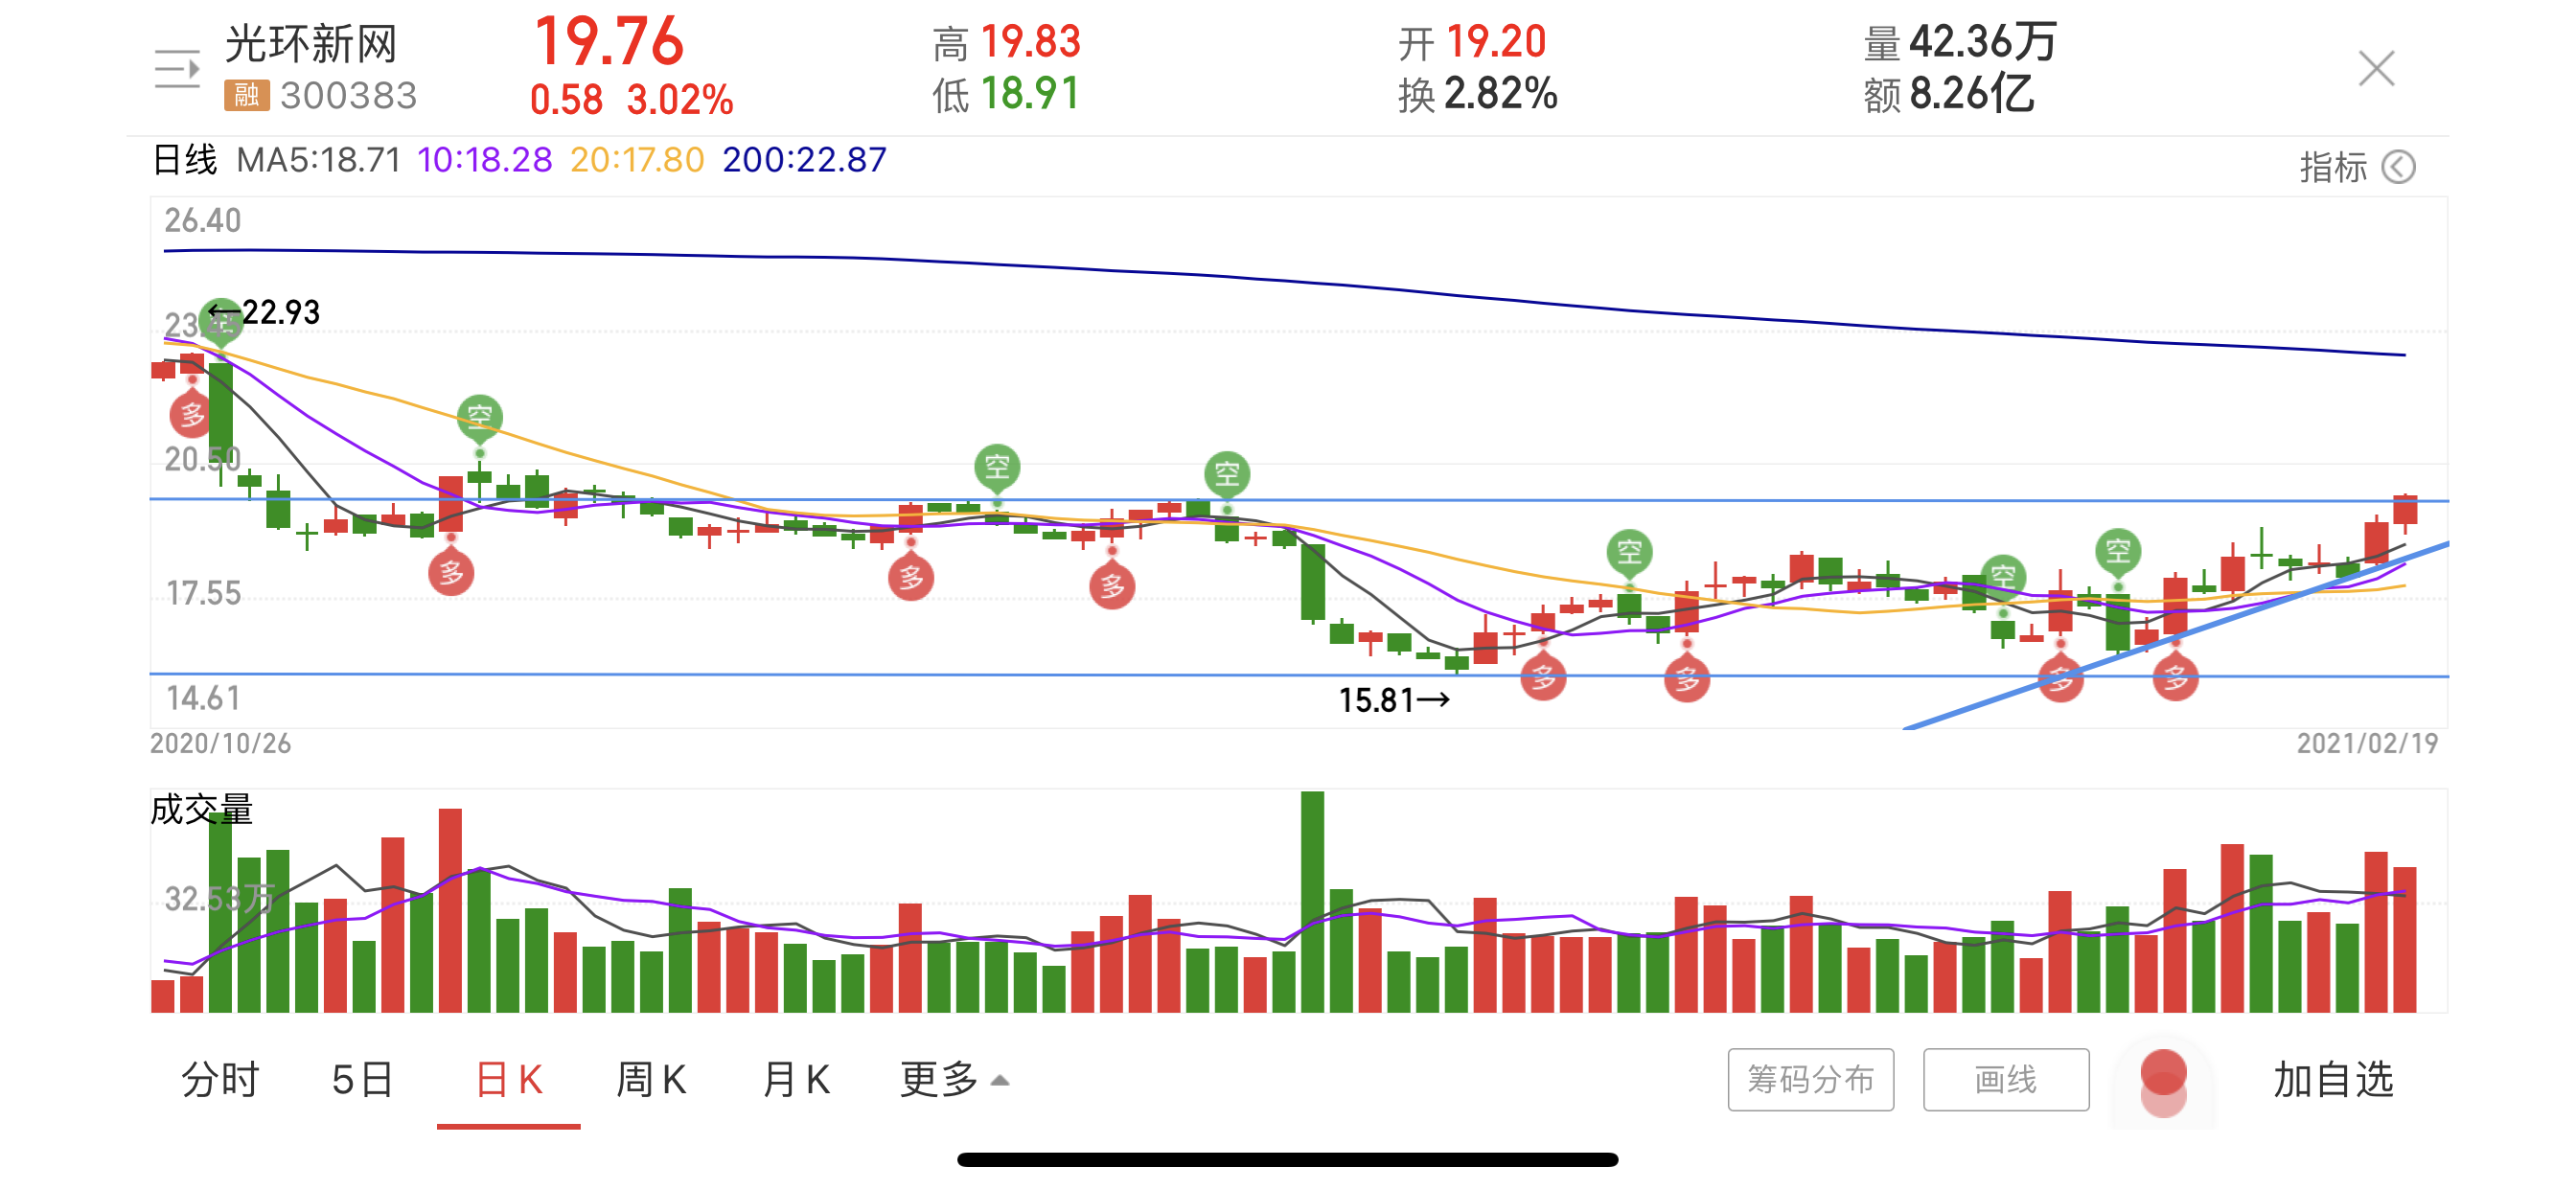 光环新网 19.76 高 19.83 开 19.20 量 42.36万
融 300383 0.58 3.02% 低 18.91 换 2.82% 额 8.26亿
日线 MA5:18.71 10:18.28 20:17.80 200:22.87 指标
26.40
空 ←22.93
多
空
20.50
空
空
多
多
多
17.55
空
空
空
14.61
15.81→
多
多
多
多
2020/10/26 2021/02/19
成交量
32.53万
分时 5日 日K 周K 月K 更多 筹码分布 画线 加自选